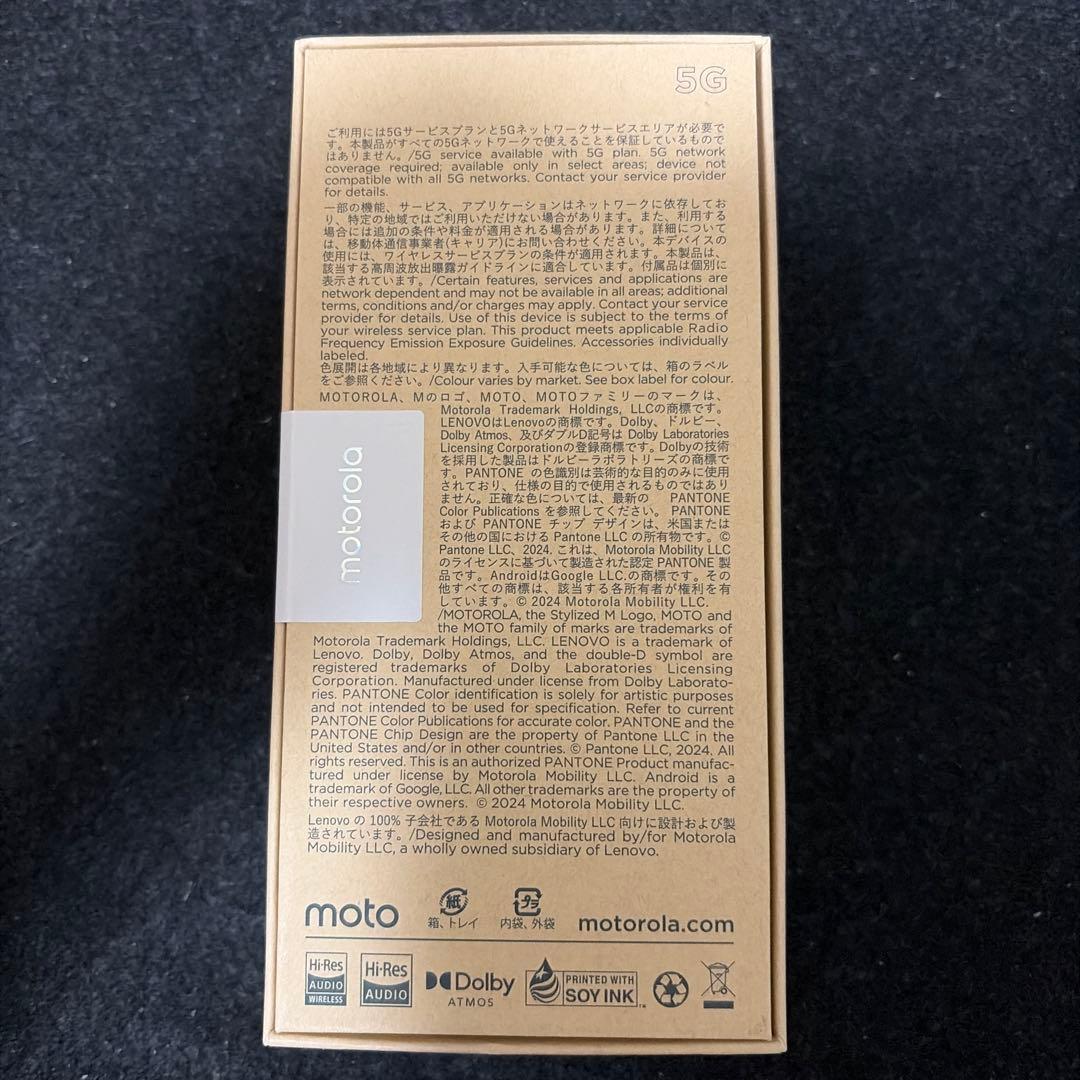 5G
ご利用には5Gサービスプランと5Gネットワークサービスエリアが必要で
す。本製品がすべての5Gネットワークで使えることを保証しているもので
はありません。/5G service available with 5G plan. 5G network
coverage required; available only in select areas; device not
compatible with all 5G networks. Contact your service provider
for details.
一部の機能、サービス、アプリケーションはネットワークに依存してお
り、特定の地域ではご利用いただけない場合があります。また、利用する
場合には追加の条件や料金が適用される場合があります。詳細について
は、移動体通信事業者(キャリア)にお問い合わせください。本デバイスの
使用には、ワイヤレスサービスプランの条件が適用されます。本製品は、
該当する高周波放出曝露ガイドラインに適合しています。付属品は個別に
表示されています。/Certain features, services and applications are
network dependent and may not be available in all areas; additional
terms, conditions and/or charges may apply. Contact your service
provider for details. Use of this device is subject to the terms of
your wireless service plan. This product meets applicable Radio
Frequency Emission Exposure Guidelines. Accessories individually
labeled.
色展開は各地域により異なります。入手可能な色については、箱のラベル
をご参照ください。/Colour varies by market. See box label for colour.
MOTOROLA、Mのロゴ、MOTO、MOTOファミリーのマークは、
Motorola Trademark Holdings, LLCの商標です。
LENOVOはLenovoの商標です。Dolby、ドルビー、
Dolby Atmos、及びダブルD記号は Dolby Laboratories
Licensing Corporationの登録商標です。Dolbyの技術
を採用した製品はドルビーラボラトリーズの商標で
す。PANTONE の色識別は芸術的な目的のみに使用
されており、仕様の目的で使用されるものではあり
ません。正確な色については、最新の PANTONE
Color Publications を参照してください。 PANTONE
および PANTONE チップ デザインは、米国または
その他の国における Pantone LLC の所有物です。©
Pantone LLC、2024. これは、Motorola Mobility LLC
のライセンスに基づいて製造された認定 PANTONE 製
品です。AndroidはGoogle LLC.の商標です。その
他すべての商標は、該当する各所有者が権利を有
しています。© 2024 Motorola Mobility LLC.
/MOTOROLA, the Stylized M Logo, MOTO and
the MOTO family of marks are trademarks of
Motorola Trademark Holdings, LLC. LENOVO is a trademark of
Lenovo. Dolby, Dolby Atmos, and the double-D symbol are
registered trademarks of Dolby Laboratories Licensing
Corporation. Manufactured under license from Dolby Laborato-
ries. PANTONE Color identification is solely for artistic purposes
and not intended to be used for specification. Refer to current
PANTONE Color Publications for accurate color. PANTONE and the
PANTONE Chip Design are the property of Pantone LLC in the
United States and/or in other countries. © Pantone LLC, 2024. All
rights reserved. This is an authorized PANTONE Product manufac-
tured under license by Motorola Mobility LLC. Android is a
trademark of Google, LLC. All other trademarks are the property of
their respective owners. © 2024 Motorola Mobility LLC.
Lenovo の 100% 子会社である Motorola Mobility LLC 向けに設計および製
造されています。/Designed and manufactured by/for Motorola
Mobility LLC, a wholly owned subsidiary of Lenovo.
motorola
moto
紙
箱、トレイ
プラ
内袋、外袋
motorola.com
Hi-Res
AUDIO
WIRELESS
Hi-Res
AUDIO
Dolby
ATMOS
PRINTED WITH
SOY INK
TM